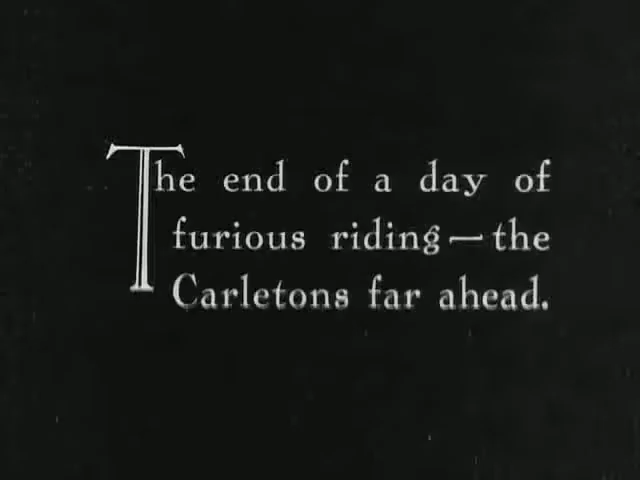 The end of a day of
furious riding—the
Carletons far ahead.